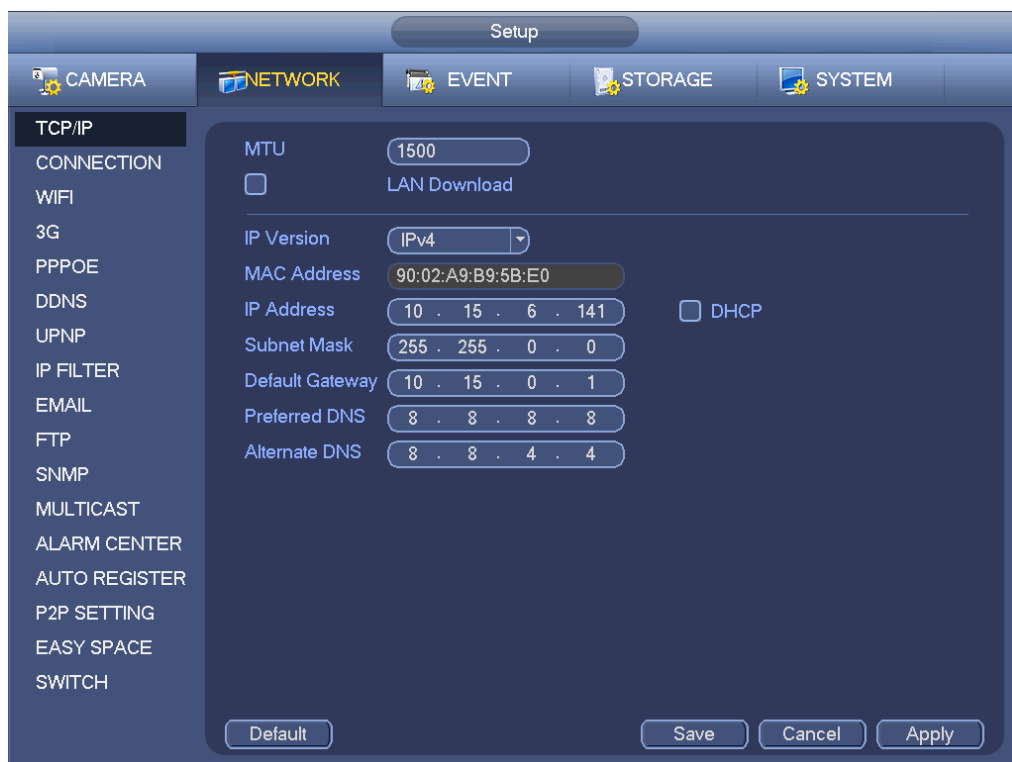 Setup
CAMERA NETWORK EVENT STORAGE SYSTEM
TCP/IP
CONNECTION
WIFI
3G
PPPOE
DDNS
UPNP
IP FILTER
EMAIL
FTP
SNMP
MULTICAST
ALARM CENTER
AUTO REGISTER
P2P SETTING
EASY SPACE
SWITCH
MTU 1500
LAN Download
IP Version IPv4
MAC Address 90:02:A9:B9:5B:E0
IP Address 10 . 15 . 6 . 141 DHCP
Subnet Mask 255 . 255 . 0 . 0
Default Gateway 10 . 15 . 0 . 1
Preferred DNS 8 . 8 . 8 . 8
Alternate DNS 8 . 8 . 4 . 4
Default Save Cancel Apply